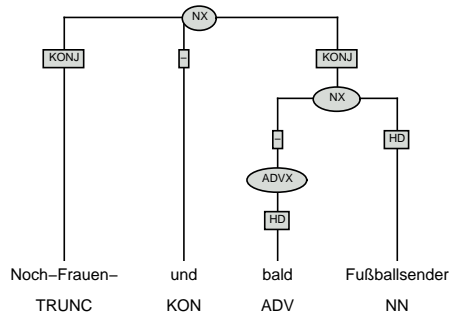 NX
KONJ – KONJ
NX
– HD
ADVX
HD
Noch–Frauen– und bald Fußballsender
TRUNC KON ADV NN